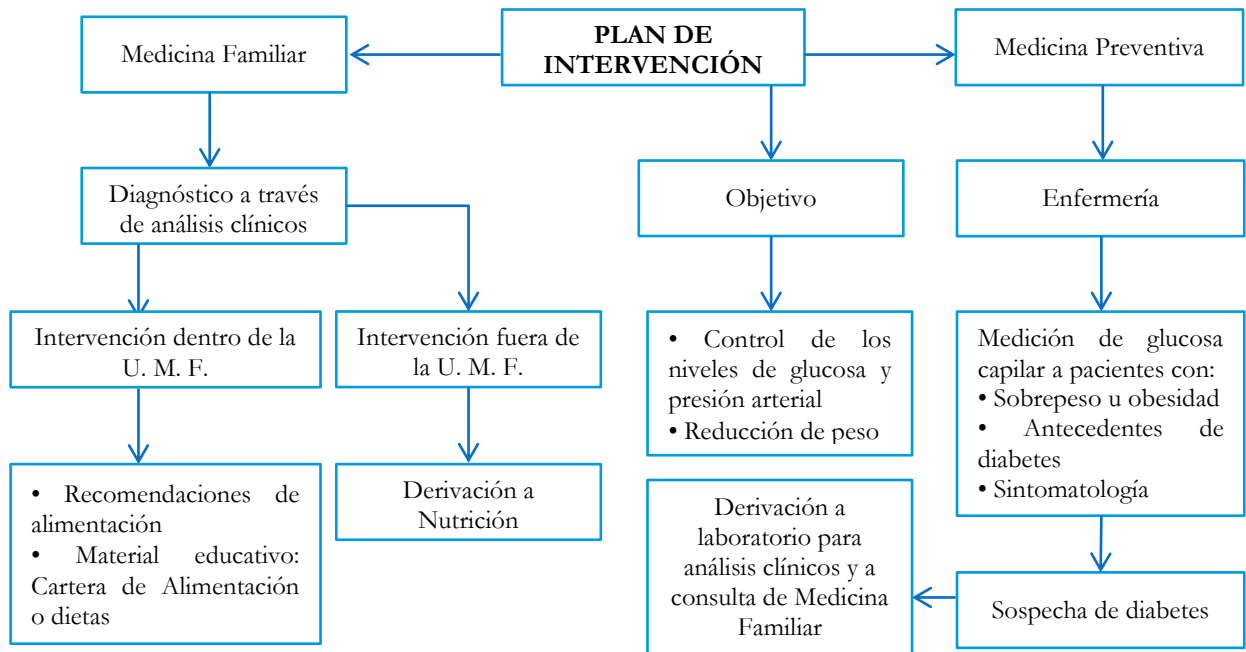 PLAN DE
INTERVENCIÓN
Medicina Familiar
Medicina Preventiva
Diagnóstico a través
de análisis clínicos
Objetivo
Enfermería
Intervención dentro de la
U. M. F.
Intervención fuera de
la U. M. F.
• Control de los
niveles de glucosa y
presión arterial
• Reducción de peso
Medición de glucosa
capilar a pacientes con:
• Sobrepeso u obesidad
• Antecedentes de
diabetes
• Sintomatología
• Recomendaciones de
alimentación
• Material educativo:
Cartera de Alimentación
o dietas
Derivación a
Nutrición
Derivación a
laboratorio para
análisis clínicos y a
consulta de Medicina
Familiar
Sospecha de diabetes